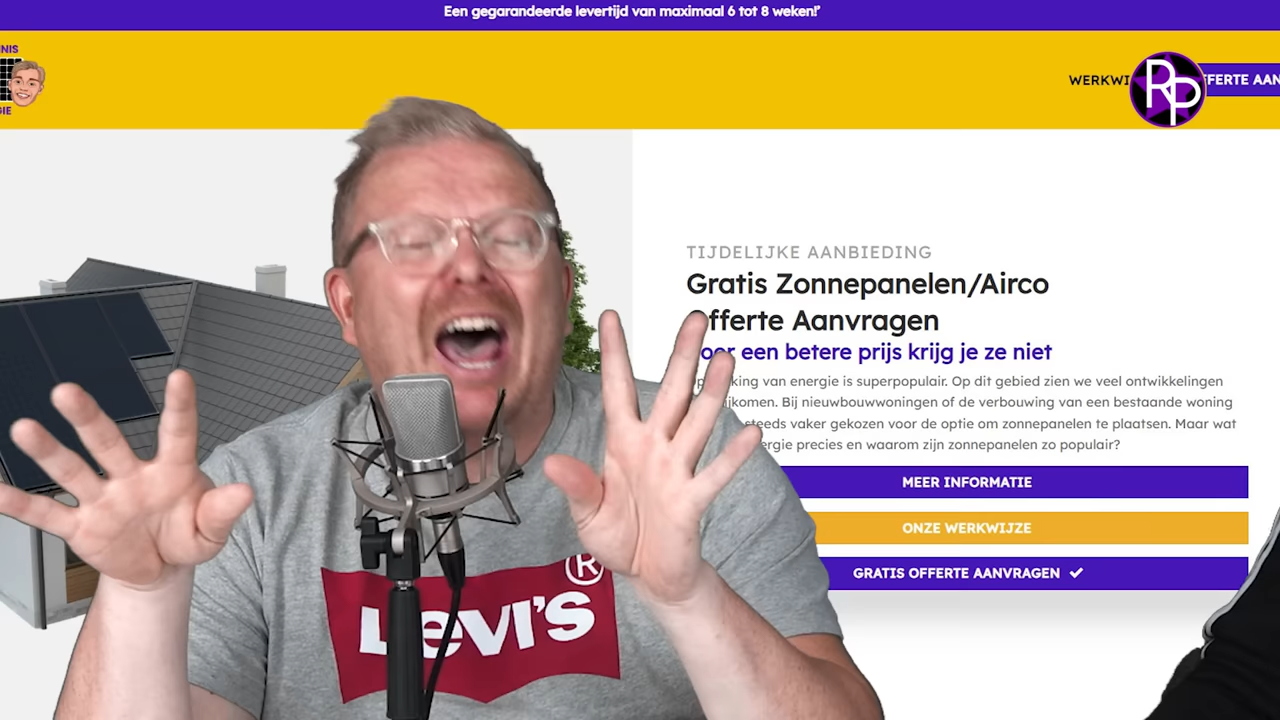 Een gegarandeerde levertijd van maximaal 6 tot 8 weken!*
WERKWI
RP
FFERTE AAN
TIJDELIJKE AANBIEDING
Gratis Zonnepanelen/Airco
Offerte Aanvragen
een betere prijs krijg je ze niet
king van energie is superpopulair. Op dit gebied zien we veel ontwikkelingen
ijkomen. Bij nieuwbouwwoningen of de verbouwing van een bestaande woning
steeds vaker gekozen voor de optie om zonnepanelen te plaatsen. Maar wat
ergie precies en waarom zijn zonnepanelen zo populair?
MEER INFORMATIE
ONZE WERKWIJZE
GRATIS OFFERTE AANVRAGEN
LEVI'S
®